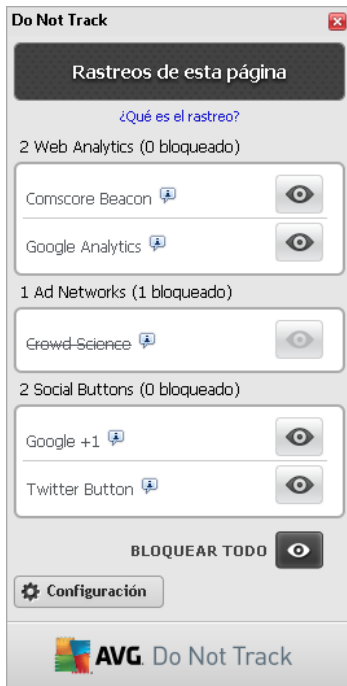 Do Not Track
Rastreos de esta página
¿Qué es el rastreo?
2 Web Analytics (0 bloqueado)
Comscore Beacon
Google Analytics
1 Ad Networks (1 bloqueado)
Crowd Science
2 Social Buttons (0 bloqueado)
Google +1
Twitter Button
BLOQUEAR TODO
Configuración
AVG. Do Not Track